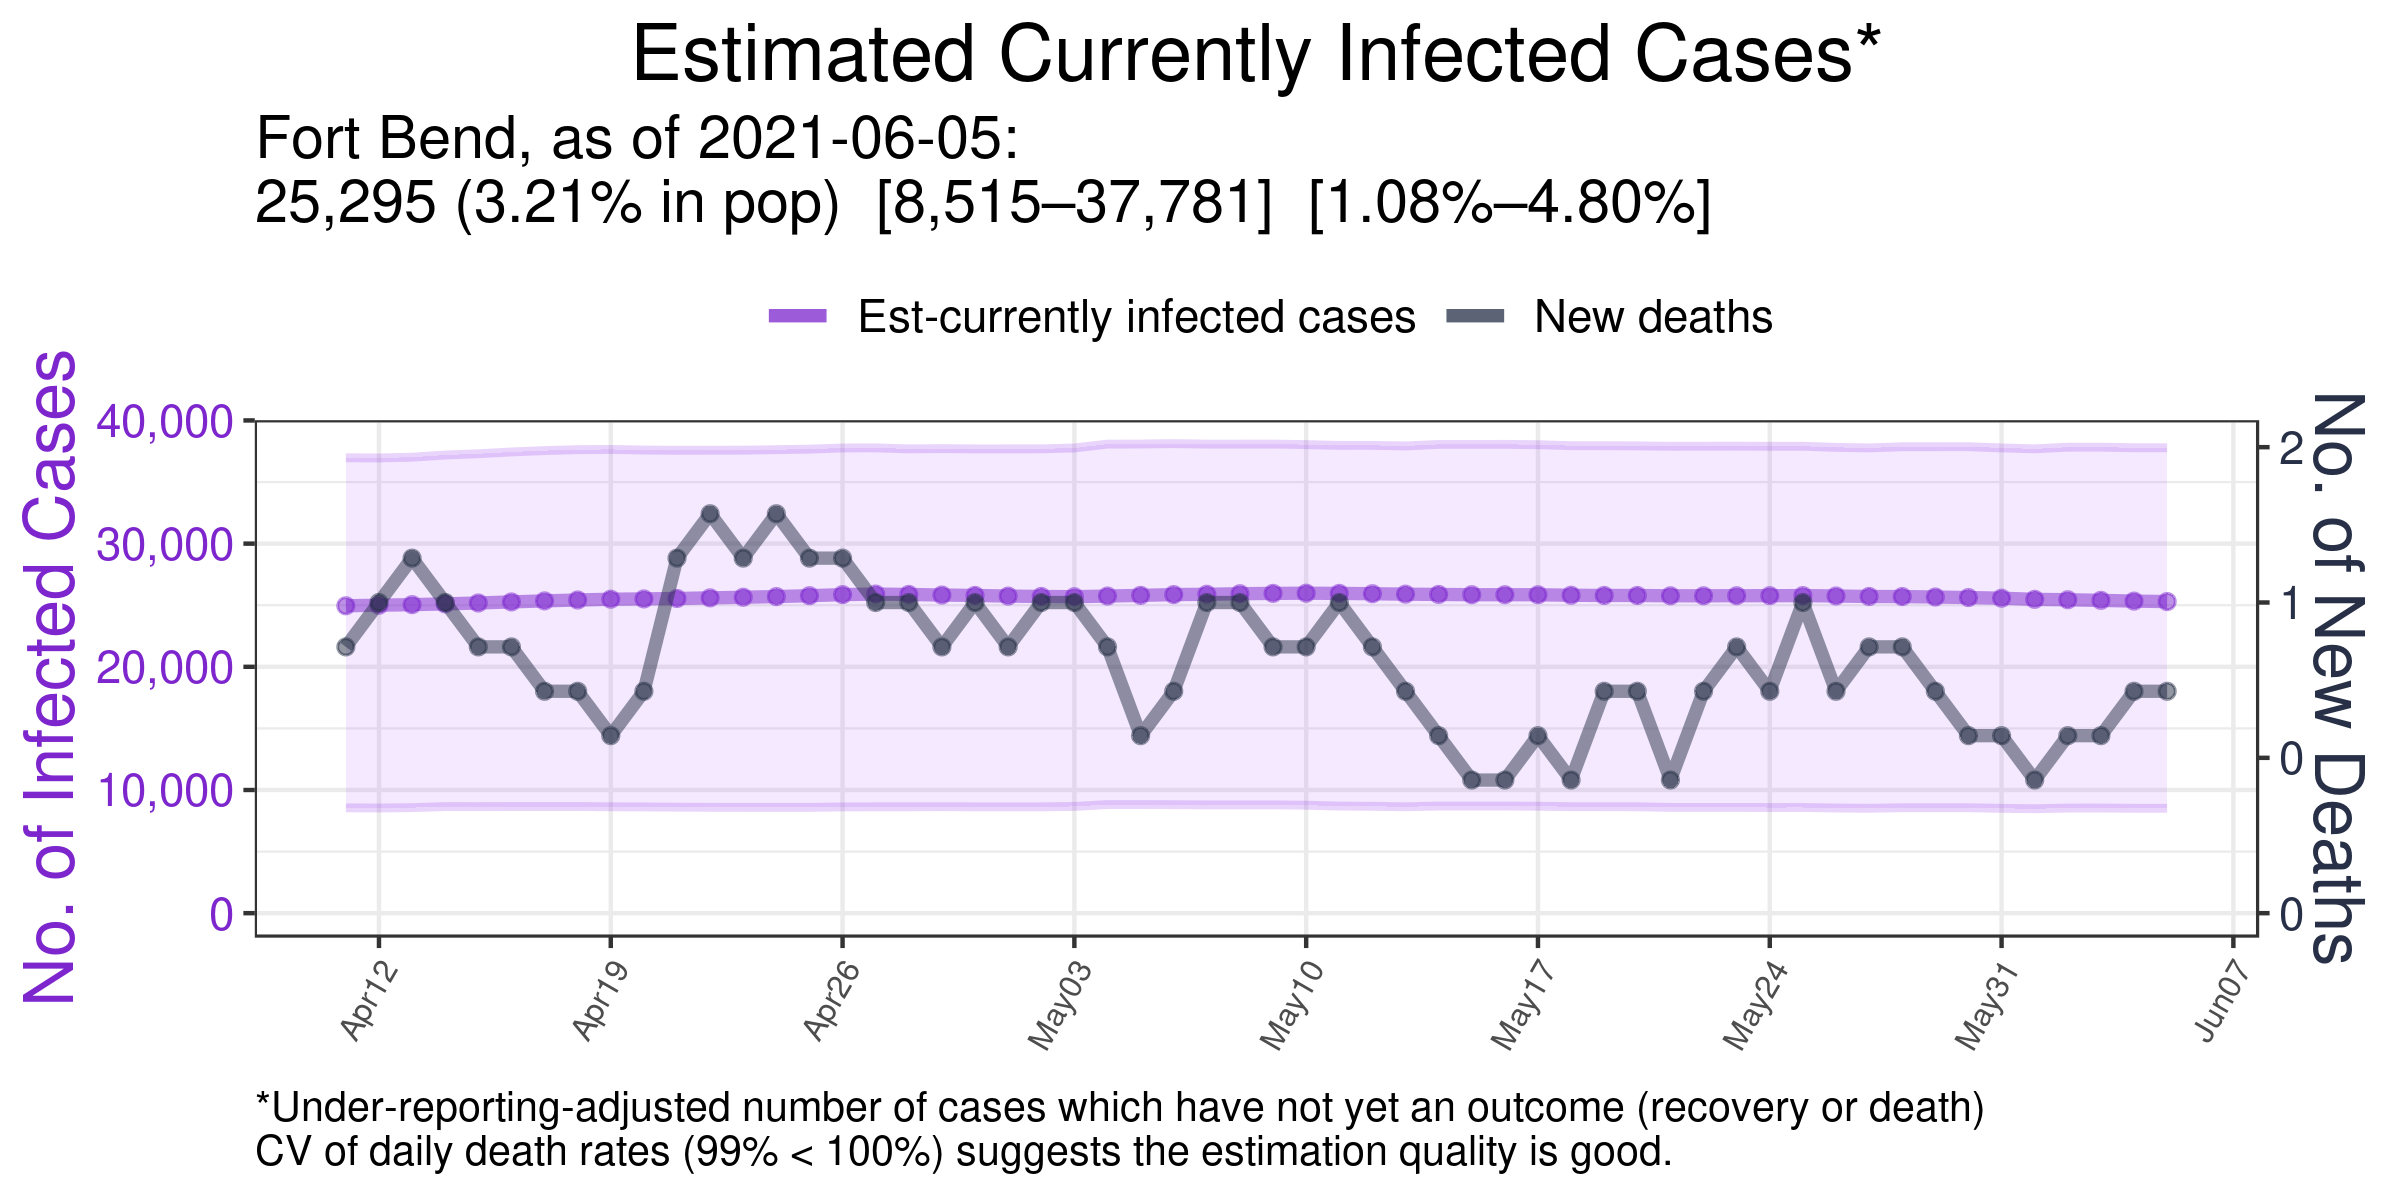 Estimated Currently Infected Cases*
Fort Bend, as of 2021-06-05:
25,295 (3.21% in pop)  [8,515–37,781]  [1.08%–4.80%]
Est-currently infected cases
New deaths
No. of Infected Cases
40,000
30,000
20,000
10,000
0
2
1
0
0
No. of New Deaths
Apr12
Apr19
Apr26
May03
May10
May17
May24
May31
Jun07
*Under-reporting-adjusted number of cases which have not yet an outcome (recovery or death)
CV of daily death rates (99% < 100%) suggests the estimation quality is good.